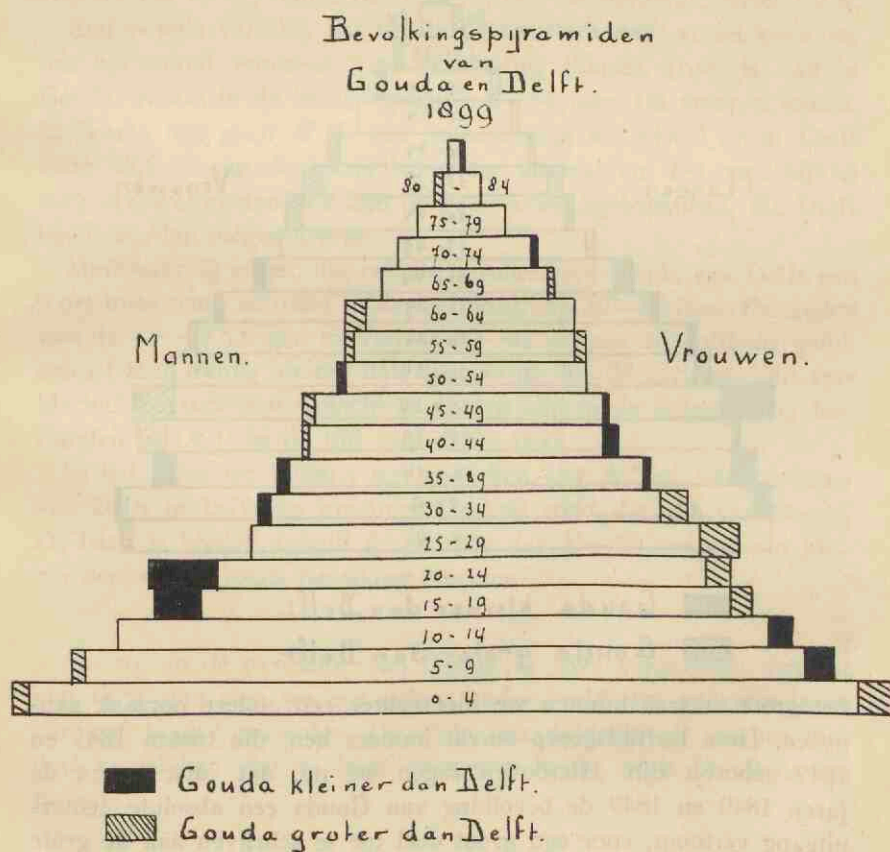 Bevolkingspyramiden
van
Gouda en Delft.
1899
80 - 84
75-79
70-74
65-69
60-64
55-59
Mannen. Vrouwen.
50-54
45-49
40-44
35-89
30-34
25-29
20-24
15-19
10-14
5-9
0-4
Gouda kleiner dan Delft.
Gouda groter dan Delft.